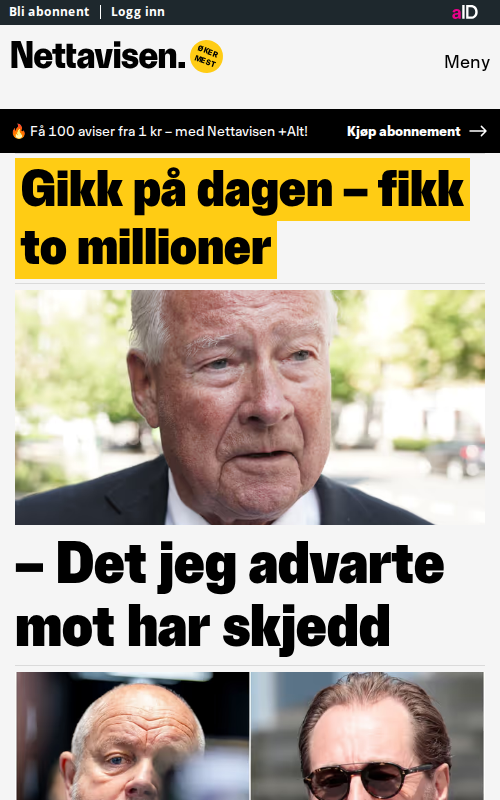 Bli abonnent | Logg inn
aID
Nettavisen.
ØKER
MEST
Meny
🔥 Få 100 aviser fra 1 kr – med Nettavisen +Alt!
Kjøp abonnement →
Gikk på dagen – fikk
to millioner
– Det jeg advarte
mot har skjedd